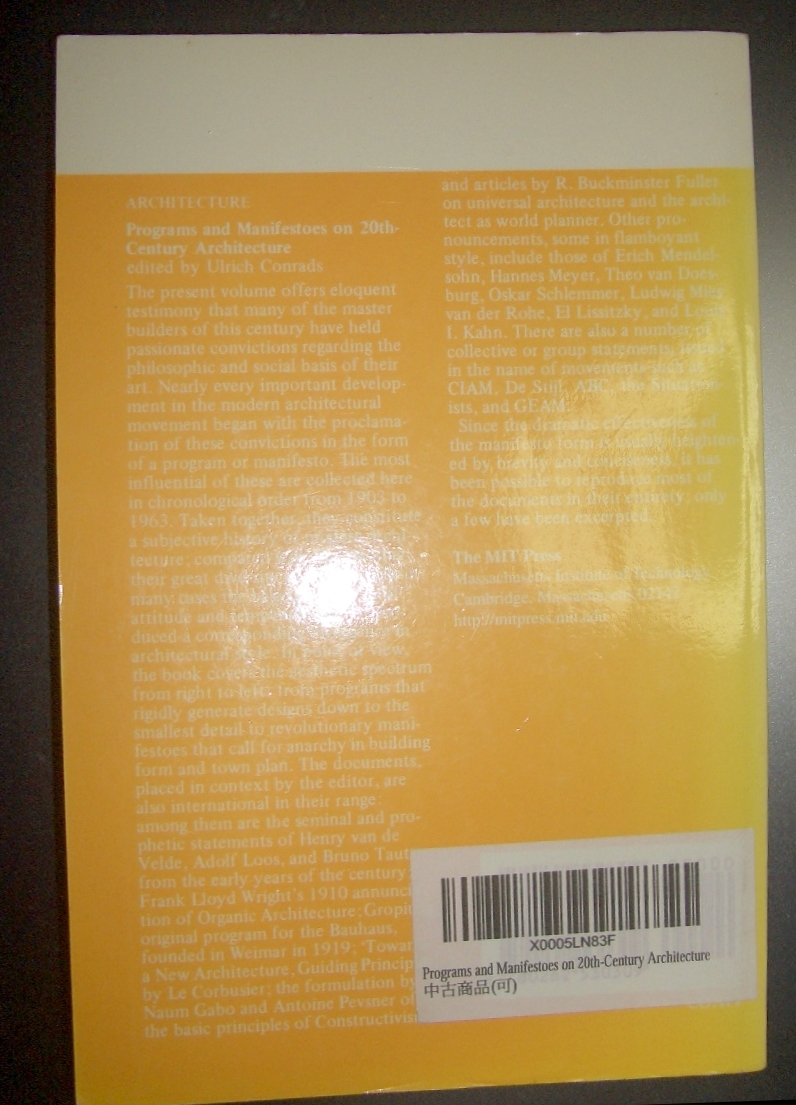 ARCHITECTURE
Programs and Manifestoes on 20th-
Century Architecture
edited by Ulrich Conrads
The present volume offers eloquent
testimony that many of the master
builders of this century have held
passionate convictions regarding the
philosophic and social basis of their
art. Nearly every important develop-
ment in the modern architectural
movement began with the proclama-
tion of these convictions in the form
of a program or manifesto. The most
influential of these are collected here
in chronological order from 1903 to
1963. Taken together, they constitute
a subjective history of
tecture;
their great
many cases
attitude and
duced a
architectural style. In point of view,
the book covers the aesthetic spectrum
from right to left; from programs that
rigidly generate designs down to the
smallest detail to revolutionary mani-
festoes that call for anarchy in building
form and town plan. The documents,
placed in context by the editor, are
also international in their range:
among them are the seminal and pro-
phetic statements of Henry van de
Velde, Adolf Loos, and Bruno Taut
from the early years of the century
Frank Lloyd Wright's 1910
tion of Organic Architecture;
original program for the Bauhaus,
founded in Weimar in 1919;
a New Architecture, Guiding
by Le Corbusier; the formulation by
Naum Gabo and Antoine Pevsner
the basic principles of
and articles by R. Buckminster Fuller
on universal architecture and the archi-
tect as world planner. Other pro-
nouncements, some in flamboyant
style, include those of Erich Mendel-
sohn, Hannes Meyer, Theo van Does-
burg, Oskar Schlemmer, Ludwig Mies
van der Rohe, El Lissitzky, and Louis
I. Kahn. There are also a number of
collective or group statements, issued
in the name of movements such as
CIAM, De Stijl, ABC, the Situation-
ists, and GEAM.
Since the dramatic effectiveness of
the manifesto form is usually heighten-
ed by brevity and conciseness, it has
been possible to reproduce most of
the documents in their entirety; only
a few have been excerpted.
The MIT Press
Massachusetts Institute of Technology
Cambridge, Massachusetts 02142
http://mitpress.mit.edu
X0005LN83F
Programs and Manifestoes on 20th-Century Architecture
中古商品(可)